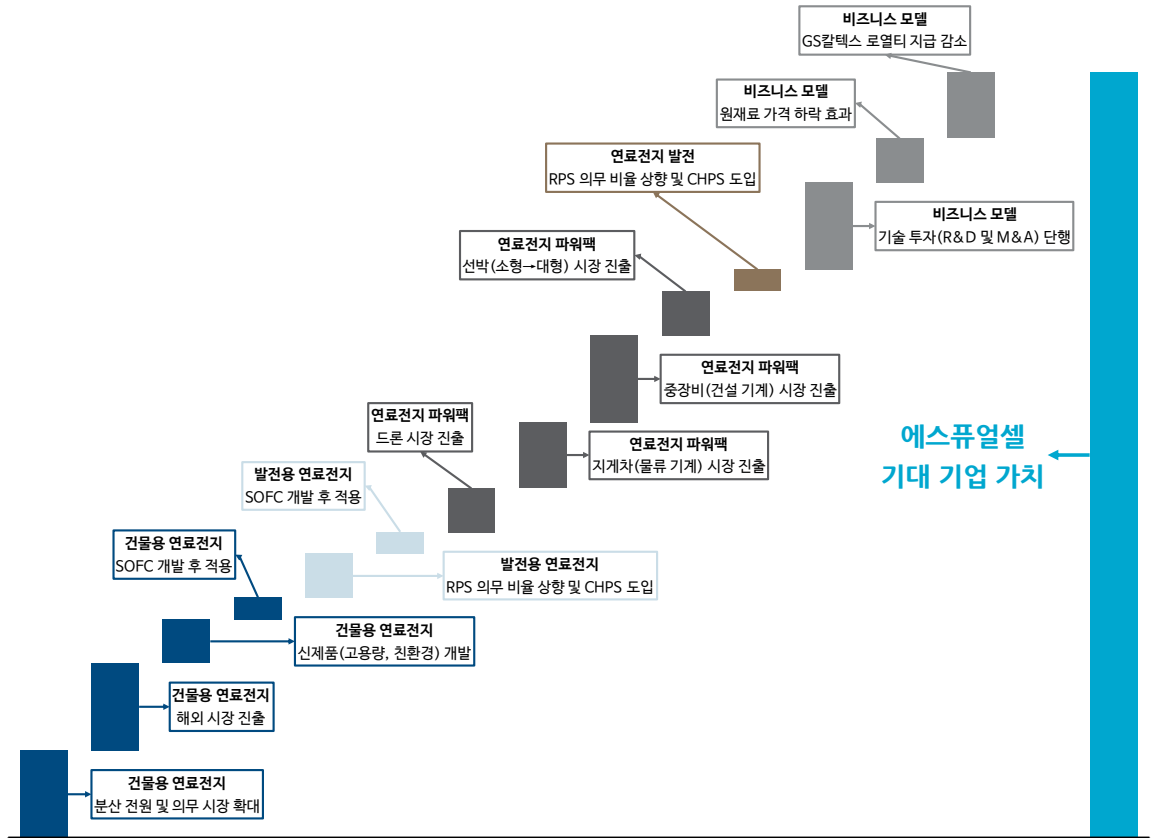 비즈니스 모델
GS칼텍스 로열티 지급 감소
비즈니스 모델
원재료 가격 하락 효과
연료전지 발전
RPS 의무 비율 상향 및 CHPS 도입
비즈니스 모델
기술 투자(R&D 및 M&A) 단행
연료전지 파워팩
선박(소형→대형) 시장 진출
연료전지 파워팩
중장비(건설 기계) 시장 진출
연료전지 파워팩
드론 시장 진출
연료전지 파워팩
지게차(물류 기계) 시장 진출
에스퓨얼셀
기대 기업 가치
발전용 연료전지
SOFC 개발 후 적용
건물용 연료전지
SOFC 개발 후 적용
발전용 연료전지
RPS 의무 비율 상향 및 CHPS 도입
건물용 연료전지
신제품(고용량, 친환경) 개발
건물용 연료전지
해외 시장 진출
건물용 연료전지
분산 전원 및 의무 시장 확대